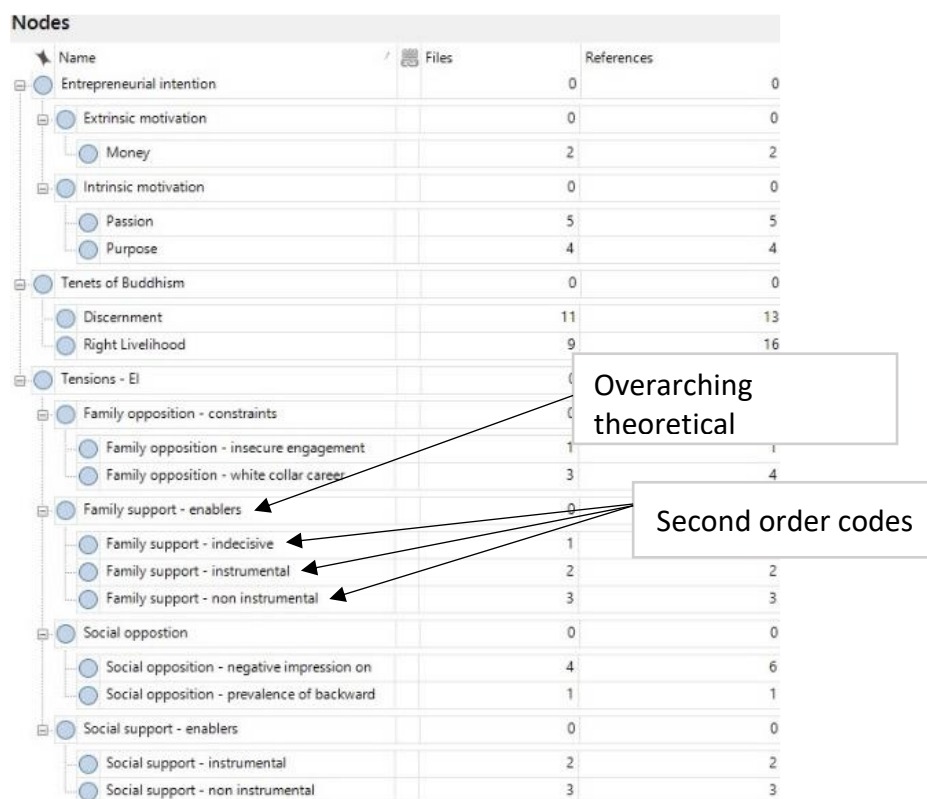 Nodes
Name / Files References
Entrepreneurial intention 0 0
Extrinsic motivation 0 0
Money 2 2
Intrinsic motivation 0 0
Passion 5 5
Purpose 4 4
Tenets of Buddhism 0 0
Discernment 11 13
Right Livelihood 9 16
Tensions - EI
Overarching
theoretical
Family opposition - constraints
Family opposition - insecure engagement 1 1
Family opposition - white collar career 3 4
Family support - enablers 0
Second order codes
Family support - indecisive 1
Family support - instrumental 2 2
Family support - non instrumental 3 3
Social oppostion 0 0
Social opposition - negative impression on 4 6
Social opposition - prevalence of backward 1 1
Social support - enablers 0 0
Social support - instrumental 2 2
Social support - non instrumental 3 3